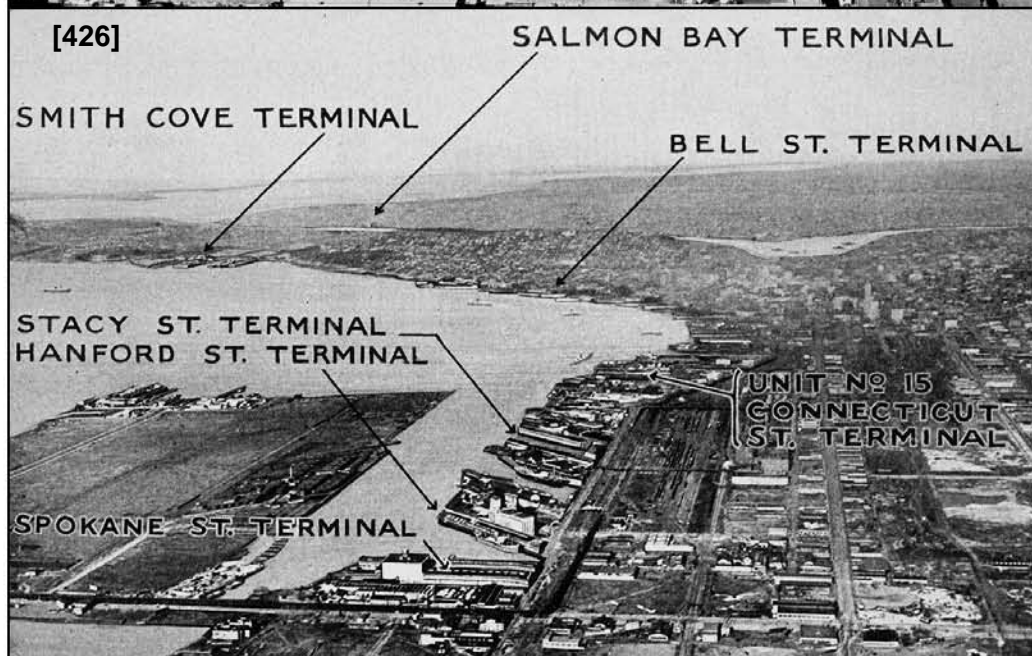 [426]
SALMON BAY TERMINAL
SMITH COVE TERMINAL
BELL ST. TERMINAL
STACY ST. TERMINAL
HANFORD ST. TERMINAL
UNIT Nº 15
CONNECTICUT
ST. TERMINAL
SPOKANE ST. TERMINAL